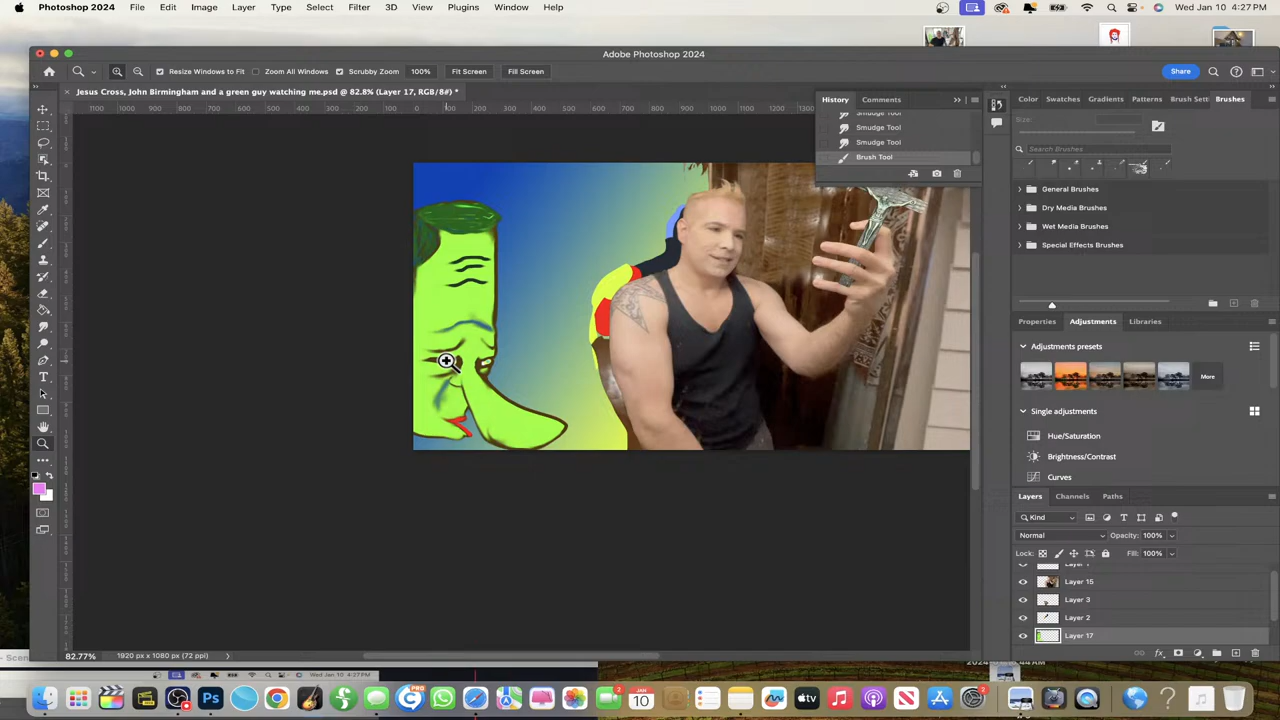 Photoshop 2024 File Edit Image Layer Type Select Filter 3D View Plugins Window Help Wed Jan 10 4:27 PM
Adobe Photoshop 2024
Resize Windows to Fit Zoom All Windows Scrubby Zoom 100% Fit Screen Fill Screen Share
Jesus Cross, John Birmingham and a green guy watching me.psd @ 82.8% (Layer 17, RGB/8#) *
History Comments
Color Swatches Gradients Patterns Brush Sett Brushes
Smudge Tool
Smudge Tool
Smudge Tool
Brush Tool
Size:
Search Brushes
General Brushes
Dry Media Brushes
Wet Media Brushes
Special Effects Brushes
Properties Adjustments Libraries
Adjustments presets
More
Single adjustments
Hue/Saturation
Brightness/Contrast
Curves
Layers Channels Paths
Kind
Normal Opacity: 100%
Lock: Fill: 100%
Layer 15
Layer 3
Layer 2
Layer 17
82.77% 1920 px x 1080 px (72 ppi)
Wed Jan 10 4:27 PM